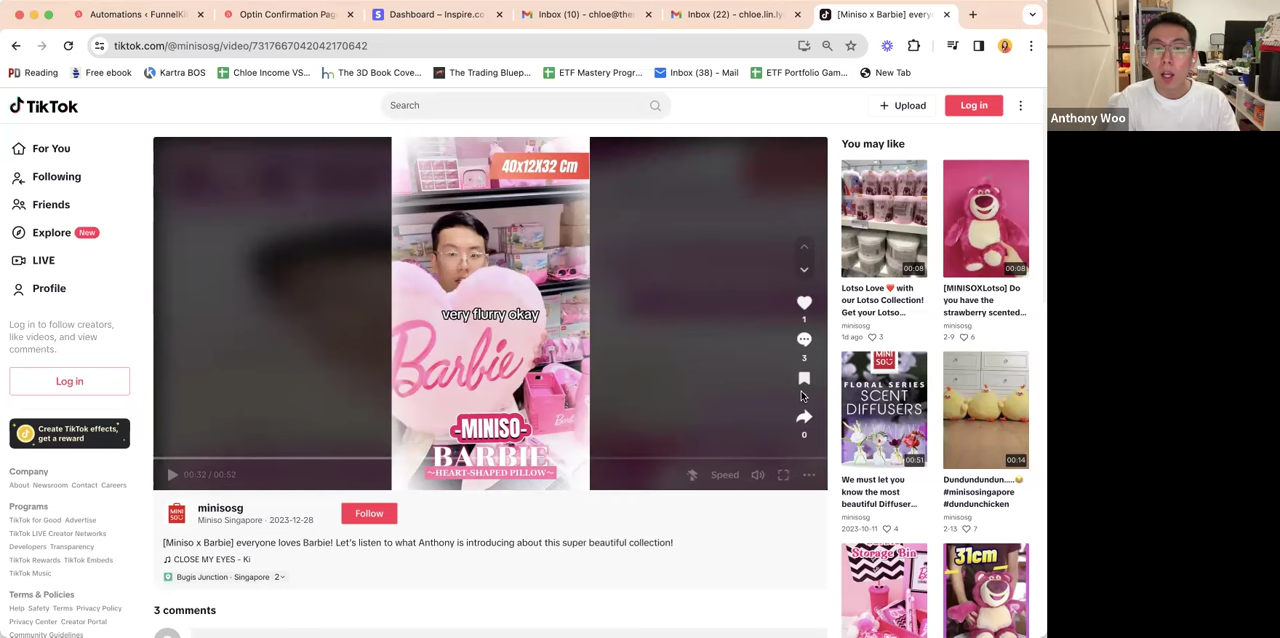 Automations ‹ FunnelKi
Optin Confirmation Pag
Dashboard – Inspire.co
Inbox (10) - chloe@the
Inbox (22) - chloe.lin.ly
[Miniso x Barbie] every
tiktok.com/@minisosg/video/7317667042042170642
Reading
Free ebook
Kartra BOS
Chloe Income VS...
The 3D Book Cove...
The Trading Bluep...
ETF Mastery Progr...
Inbox (38) - Mail
ETF Portfolio Gam...
New Tab
TikTok
Search
Upload
Log in
For You
Following
Friends
Explore New
LIVE
Profile
Log in to follow creators,
like videos, and view
comments.
Log in
Create TikTok effects,
get a reward
Company
About Newsroom Contact Careers
Programs
TikTok for Good Advertise
TikTok LIVE Creator Networks
Developers Transparency
TikTok Rewards TikTok Embeds
TikTok Music
Terms & Policies
Help Safety Terms Privacy Policy
Privacy Center Creator Portal
Community Guidelines
40x12X32 Cm
very flurry okay
Barbie
-MINISO-
BARBIE
~HEART-SHAPED PILLOW~
00:32 / 00:52
Speed
1
3
0
MINI SO
minisosg
Miniso Singapore · 2023-12-28
Follow
[Miniso x Barbie] everyone loves Barbie! Let's listen to what Anthony is introducing about this super beautiful collection!
♫ CLOSE MY EYES - Ki
Bugis Junction · Singapore 2
3 comments
You may like
00:08
Lotso Love ❤️ with
our Lotso Collection!
Get your Lotso...
minisosg
1d ago ♡ 3
00:08
[MINISOXLotso] Do
you have the
strawberry scented...
minisosg
2-9 ♡ 6
MINI
SO
FLORAL SERIES
SCENT
DIFFUSERS
00:51
We must let you
know the most
beautiful Diffuser...
minisosg
2023-10-11 ♡ 4
00:14
Dundundundun.....😂
#minisosingapore
#dundunchicken
minisosg
2-13 ♡ 7
Storage Bin
31cm
Anthony Woo